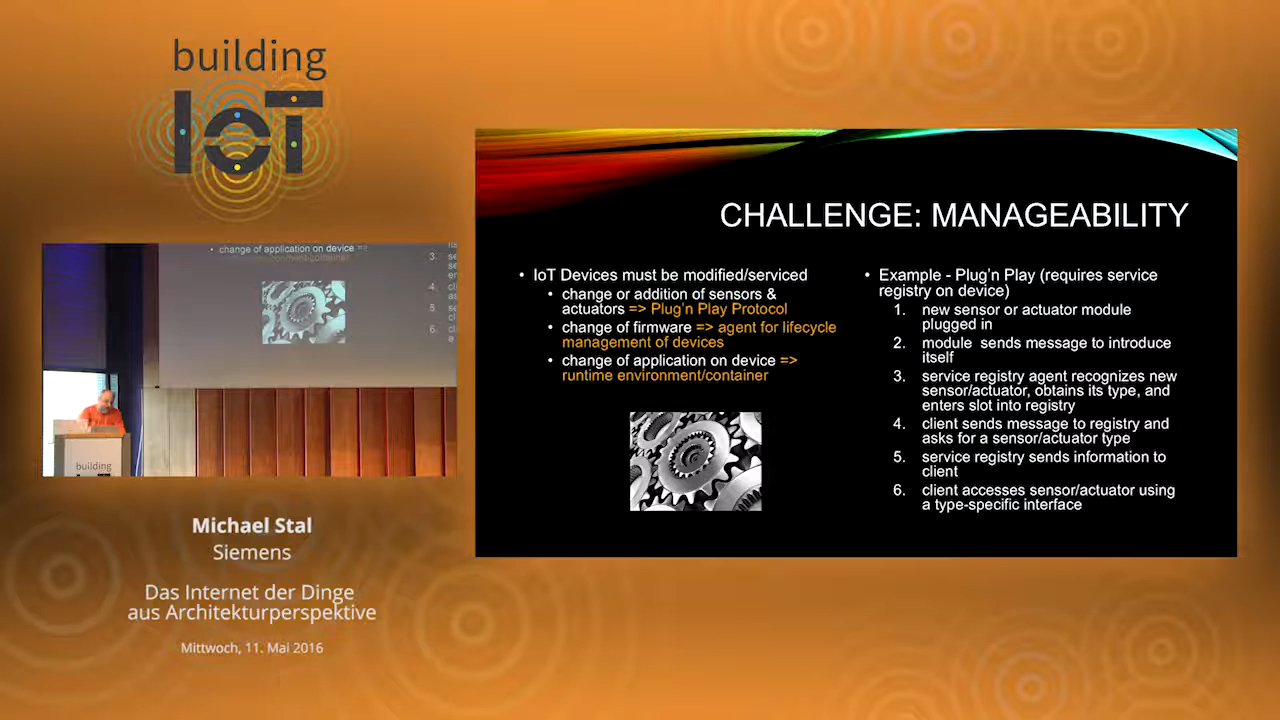 building
IoT
• change of application on device =>
environment/container
3.
4.
5.
6.
building
Michael Stal
Siemens
Das Internet der Dinge
aus Architekturperspektive
Mittwoch, 11. Mai 2016
CHALLENGE: MANAGEABILITY
• IoT Devices must be modified/serviced
• change or addition of sensors &
actuators => Plug'n Play Protocol
• change of firmware => agent for lifecycle
management of devices
• change of application on device =>
runtime environment/container
• Example - Plug'n Play (requires service
registry on device)
1. new sensor or actuator module
plugged in
2. module sends message to introduce
itself
3. service registry agent recognizes new
sensor/actuator, obtains its type, and
enters slot into registry
4. client sends message to registry and
asks for a sensor/actuator type
5. service registry sends information to
client
6. client accesses sensor/actuator using
a type-specific interface